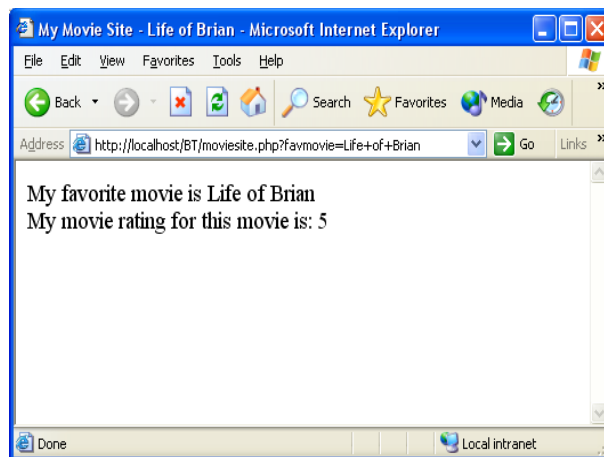 My Movie Site - Life of Brian - Microsoft Internet Explorer
File Edit View Favorites Tools Help
Back Search Favorites Media »
Address http://localhost/BT/moviesite.php?favmovie=Life+of+Brian Go Links »
My favorite movie is Life of Brian
My movie rating for this movie is: 5
Done Local intranet